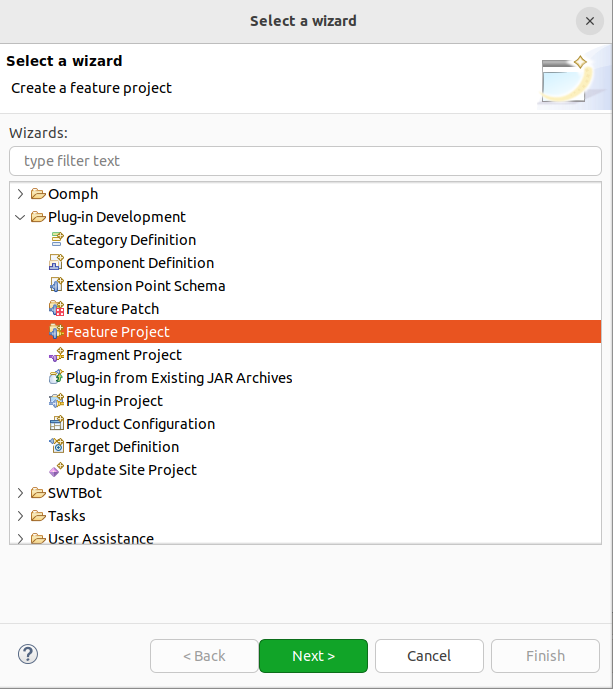 Select a wizard
Select a wizard
Create a feature project
Wizards:
type filter text
Oomph
Plug-in Development
Category Definition
Component Definition
Extension Point Schema
Feature Patch
Feature Project
Fragment Project
Plug-in from Existing JAR Archives
Plug-in Project
Product Configuration
Target Definition
Update Site Project
SWTBot
Tasks
User Assistance
< Back Next > Cancel Finish